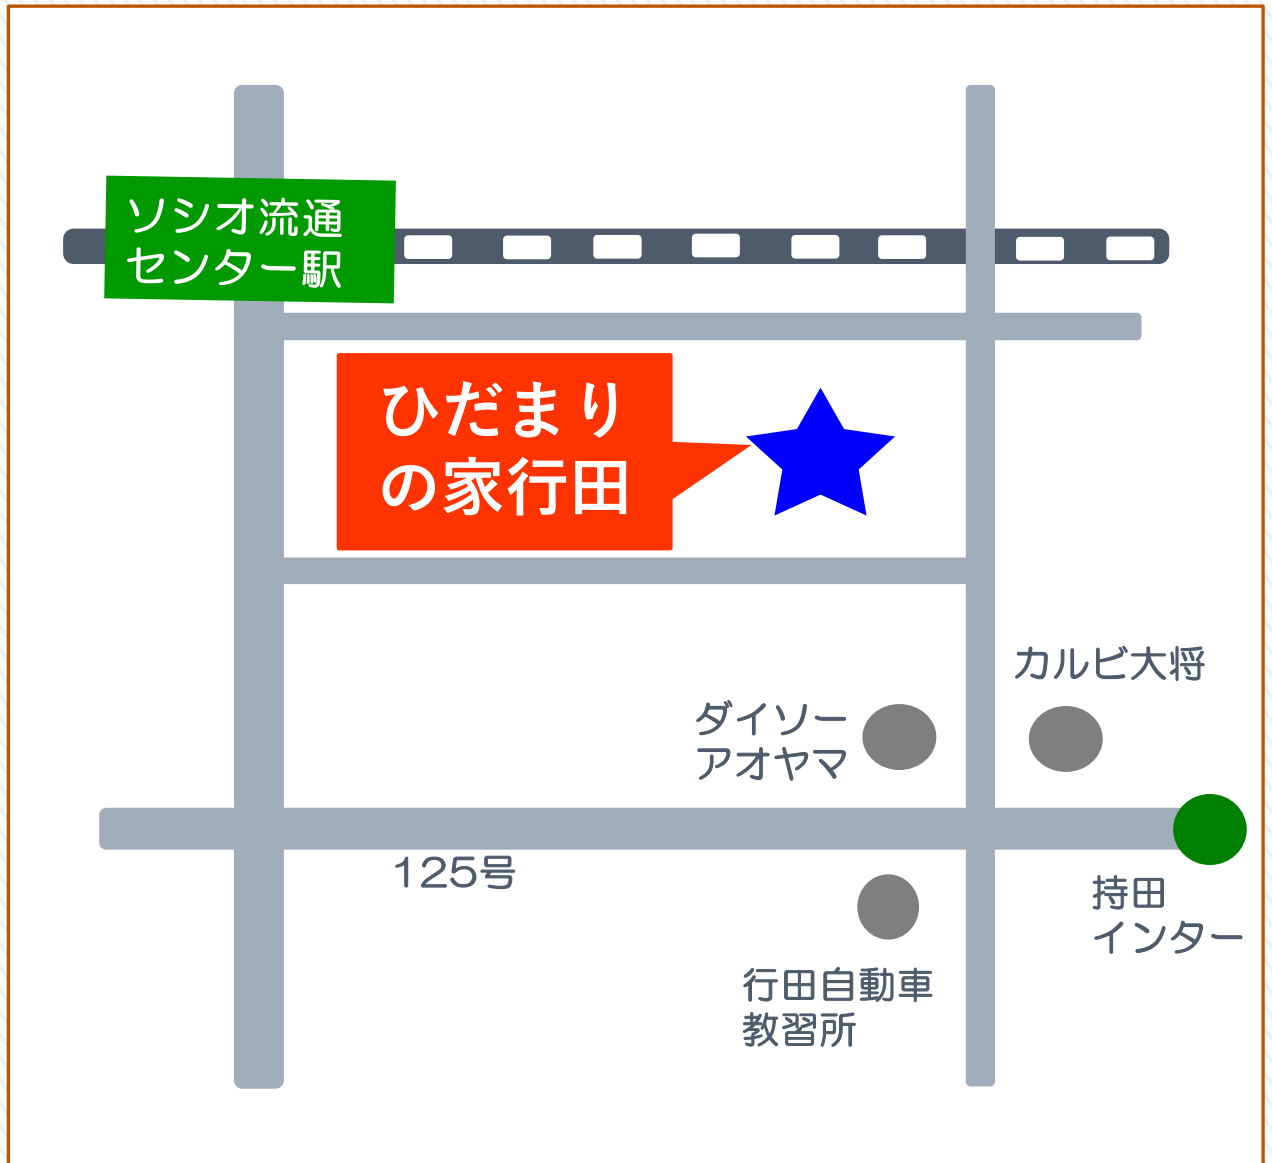 ソシオ流通
センター駅
ひだまり
の家行田
カルビ大将
ダイソー
アオヤマ
125号
持田
インター
行田自動車
教習所